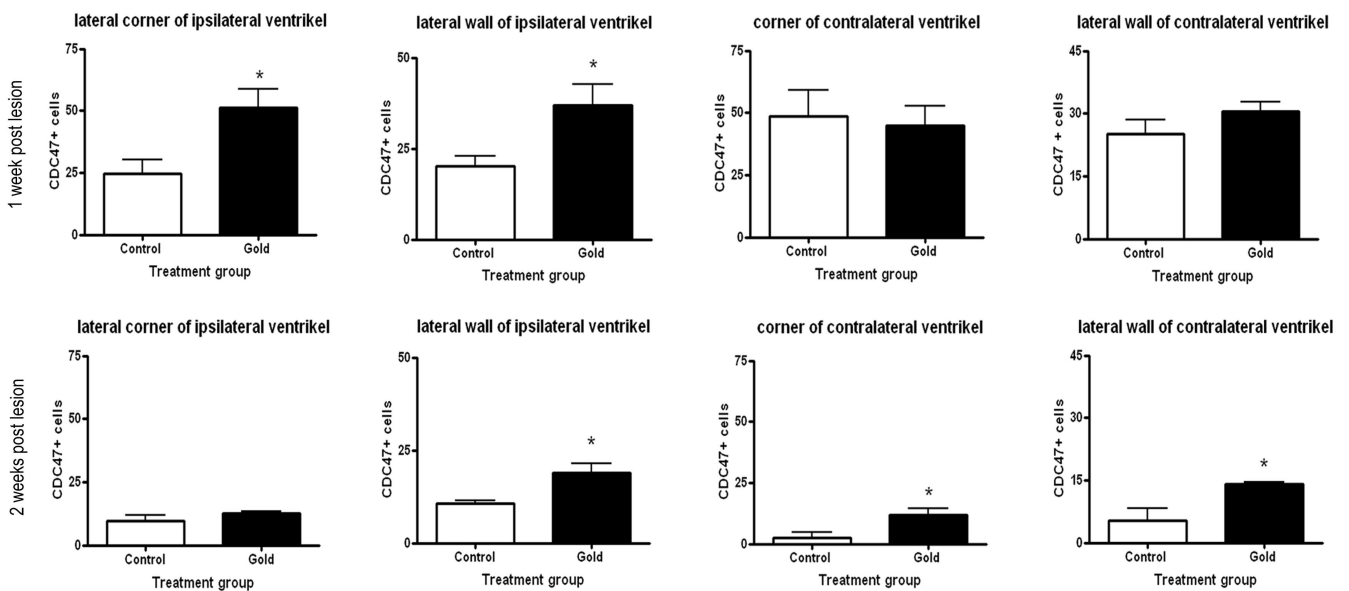 lateral corner of ipsilateral ventrikel
lateral wall of ipsilateral ventrikel
corner of contralateral ventrikel
lateral wall of contralateral ventrikel
1 week post lesion
CDC47+ cells
75
50
25
0
Control
Gold
*
Treatment group
CDC47+ cells
50
25
0
Control
Gold
*
Treatment group
CDC47+ cells
75
50
25
0
Control
Gold
Treatment group
CDC47 + cells
45
30
15
0
Control
Gold
Treatment group
lateral corner of ipsilateral ventrikel
lateral wall of ipsilateral ventrikel
corner of contralateral ventrikel
lateral wall of contralateral ventrikel
2 weeks post lesion
CDC47+ cells
75
50
25
0
Control
Gold
Treatment group
CDC47+ cells
50
25
0
Control
Gold
*
Treatment group
CDC47+ cells
75
50
25
0
Control
Gold
*
Treatment group
CDC47+ cells
45
30
15
0
Control
Gold
*
Treatment group